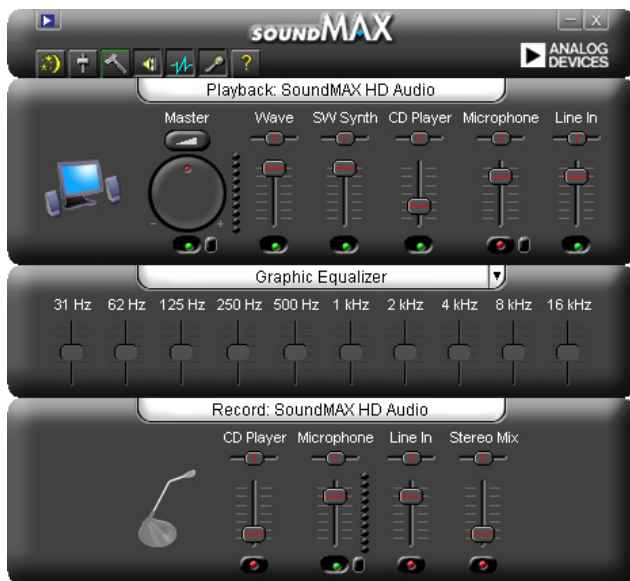 SOUNDMAX
ANALOG
DEVICES
?
Playback: SoundMAX HD Audio
Master Wave SW Synth CD Player Microphone Line In
- +
Graphic Equalizer
31 Hz 62 Hz 125 Hz 250 Hz 500 Hz 1 kHz 2 kHz 4 kHz 8 kHz 16 kHz
Record: SoundMAX HD Audio
CD Player Microphone Line In Stereo Mix